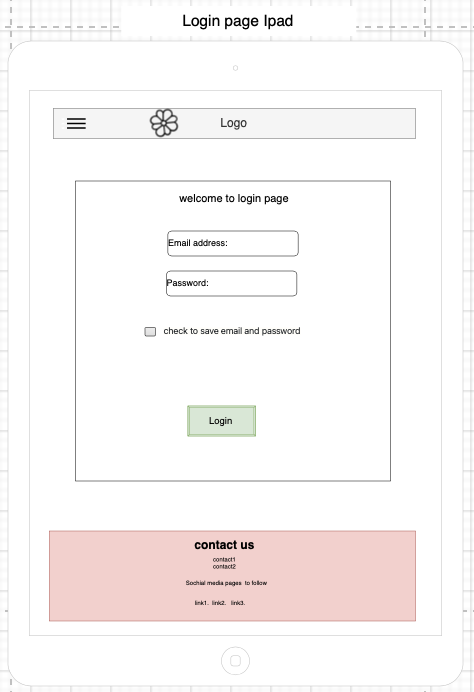 Login page Ipad
Logo
welcome to login page
Email address:
Password:
check to save email and password
Login
contact us
contact1
contact2
Sochial media pages to follow
link1. link2. link3.